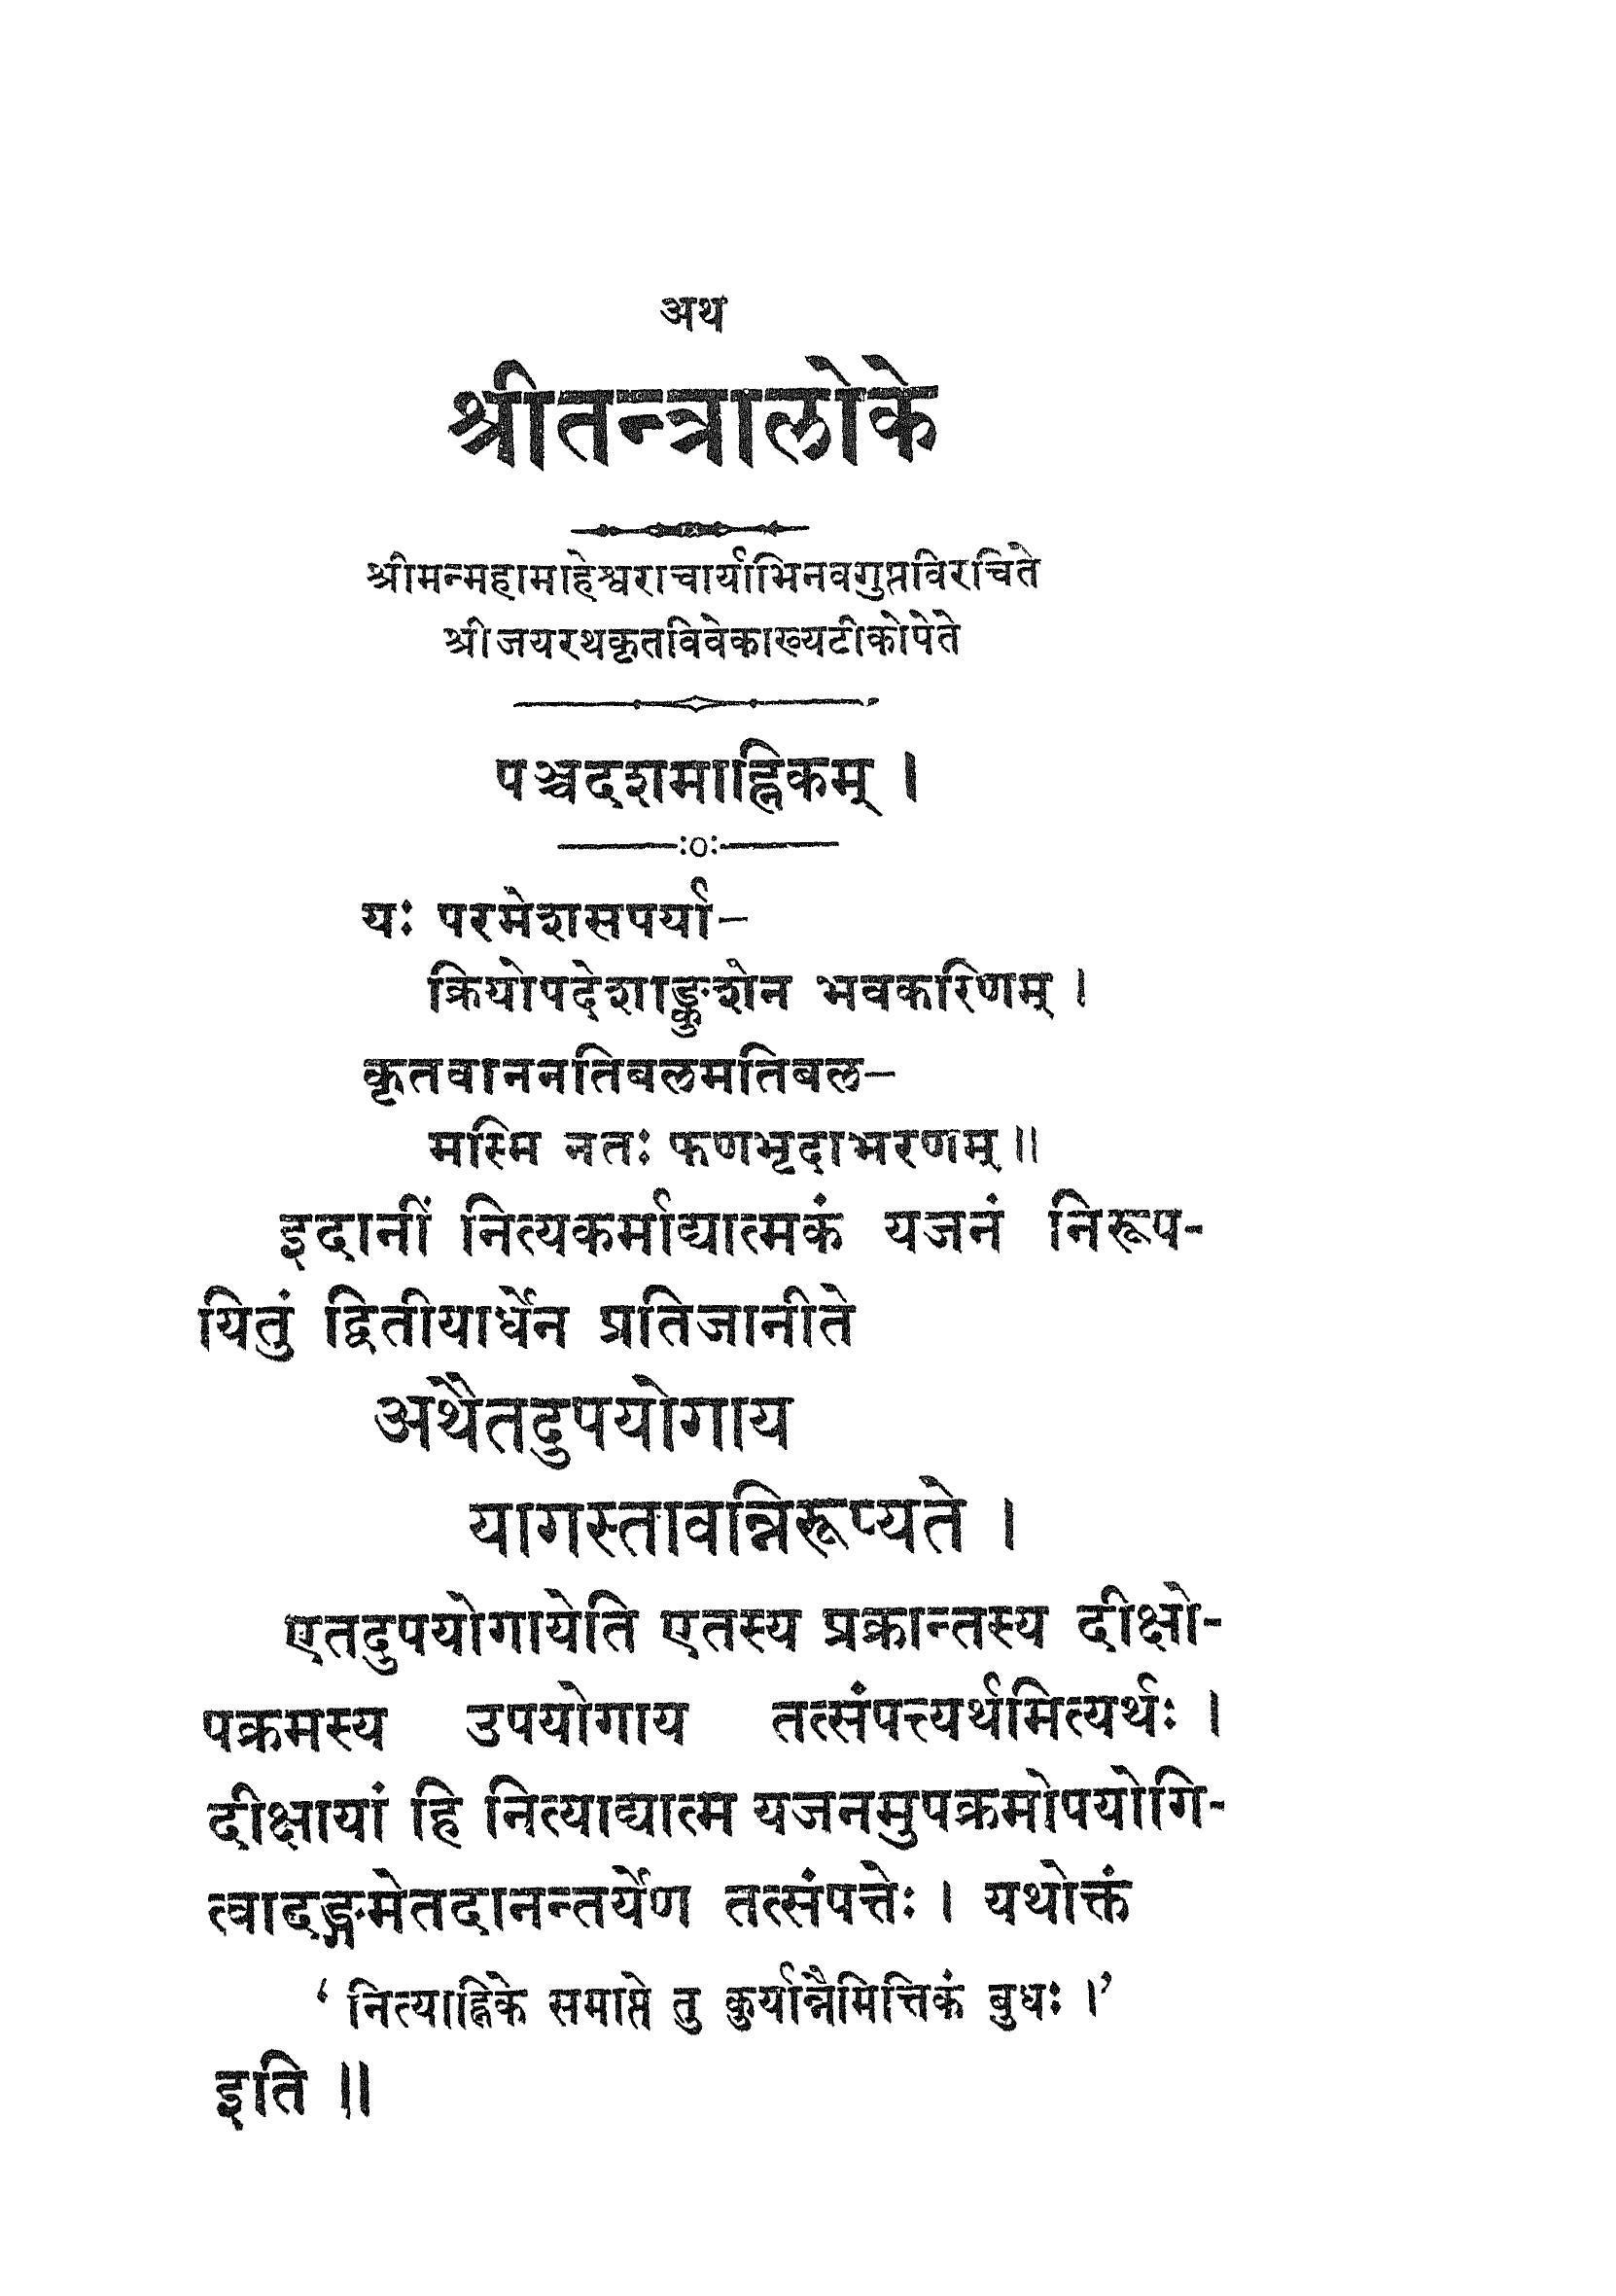 अथ
श्रीतन्त्रालोके
श्रीमन्महामाहेश्वराचार्याभिनवगुप्तविरचिते
श्रीजयरथकृतविवेकाख्यटीकोपेते
पञ्चदशमाह्निकम् ।
:०:
यः परमेशसपर्या–
क्रियोपदेशाङ्कुशेन भवकरिणम् ।
कृतवाननतिबलमतिबल–
मस्मि नतः फणभृदाभरणम् ॥
इदानीं नित्यकर्माद्यात्मकं यजनं निरूप-
यितुं द्वितीयार्धेन प्रतिजानीते
अथैतदुपयोगाय
यागस्तावन्निरूप्यते ।
एतदुपयोगायेति एतस्य प्रक्रान्तस्य दीक्षो-
पक्रमस्य उपयोगाय तत्संपत्त्यर्थमित्यर्थः ।
दीक्षायां हि नित्याद्यात्म यजनमुपक्रमोपयोगि-
त्वादङ्गमेतदानन्तर्येण तत्संपत्तेः । यथोक्तं
‘ नित्याह्निके समाप्ते तु कुर्यान्नैमित्तिकं बुधः ।’
इति ॥